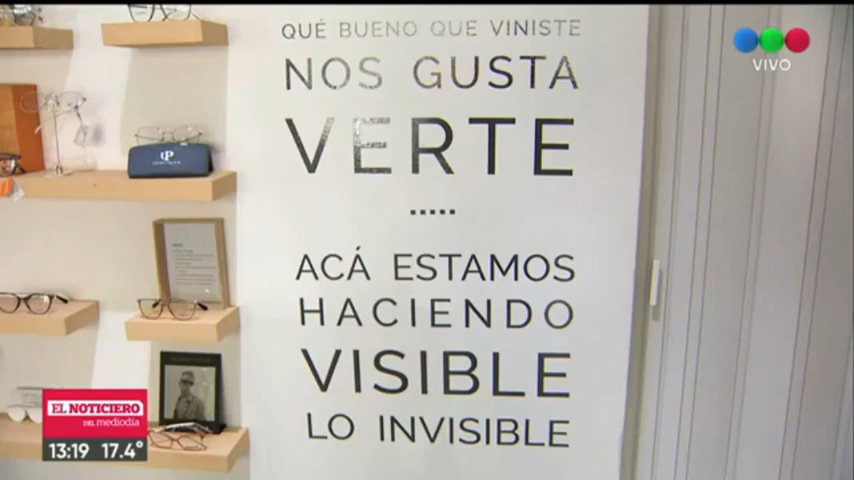 QUÉ BUENO QUE VINISTE
NOS GUSTA
VERTE
.....
ACÁ ESTAMOS
HACIENDO
VISIBLE
LO INVISIBLE
VIVO
EL NOTICIERO
DEL mediodía
13:19 17.4°